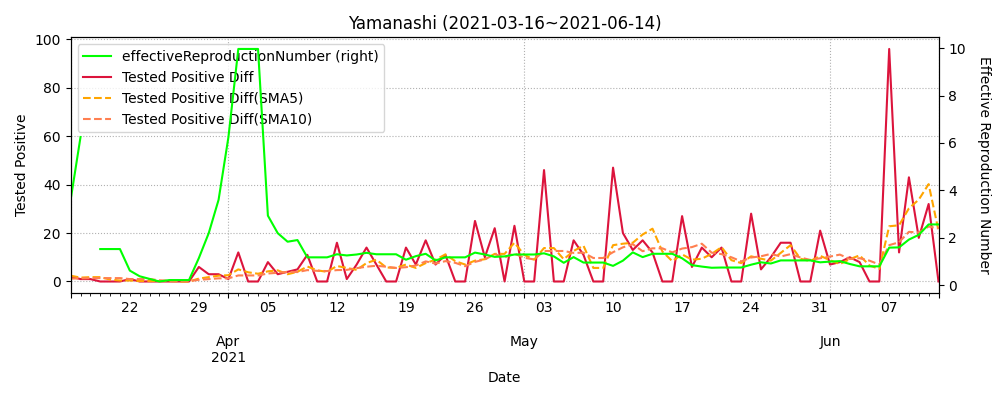 Yamanashi (2021-03-16~2021-06-14)
effectiveReproductionNumber (right)
Tested Positive Diff
Tested Positive Diff(SMA5)
Tested Positive Diff(SMA10)
Tested Positive
100
80
60
40
20
0
10
8
6
4
2
0
Effective Reproduction Number
22 29 05 12 19 26 03 10 17 24 31 07
Apr May Jun
2021
Date